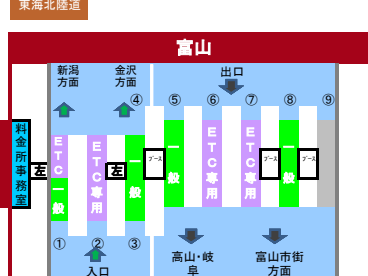 東海北陸道
富山
新潟 金沢 出口
方面 方面
④ ⑤ ⑥ ⑦ ⑧ ⑨
料金所事務室
左
ETC一般
ETC専用
左
一般
ブース
一般
ETC専用
ETC専用
ブース
一般
ブース
① ② ③
入口
高山・岐 富山市街
阜 方面